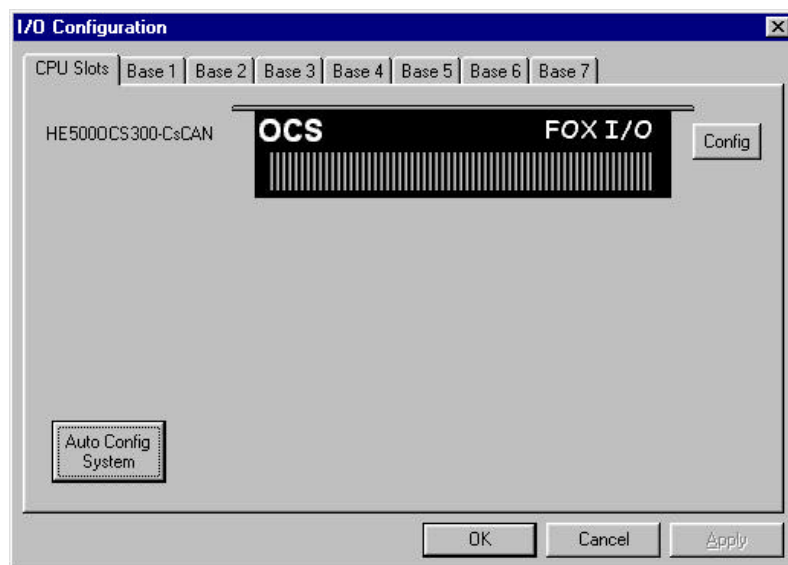 I/O Configuration
CPU Slots Base 1 Base 2 Base 3 Base 4 Base 5 Base 6 Base 7
HE500OCS300-CsCAN
OCS FOX I/O
Config
Auto Config
System
OK Cancel Apply